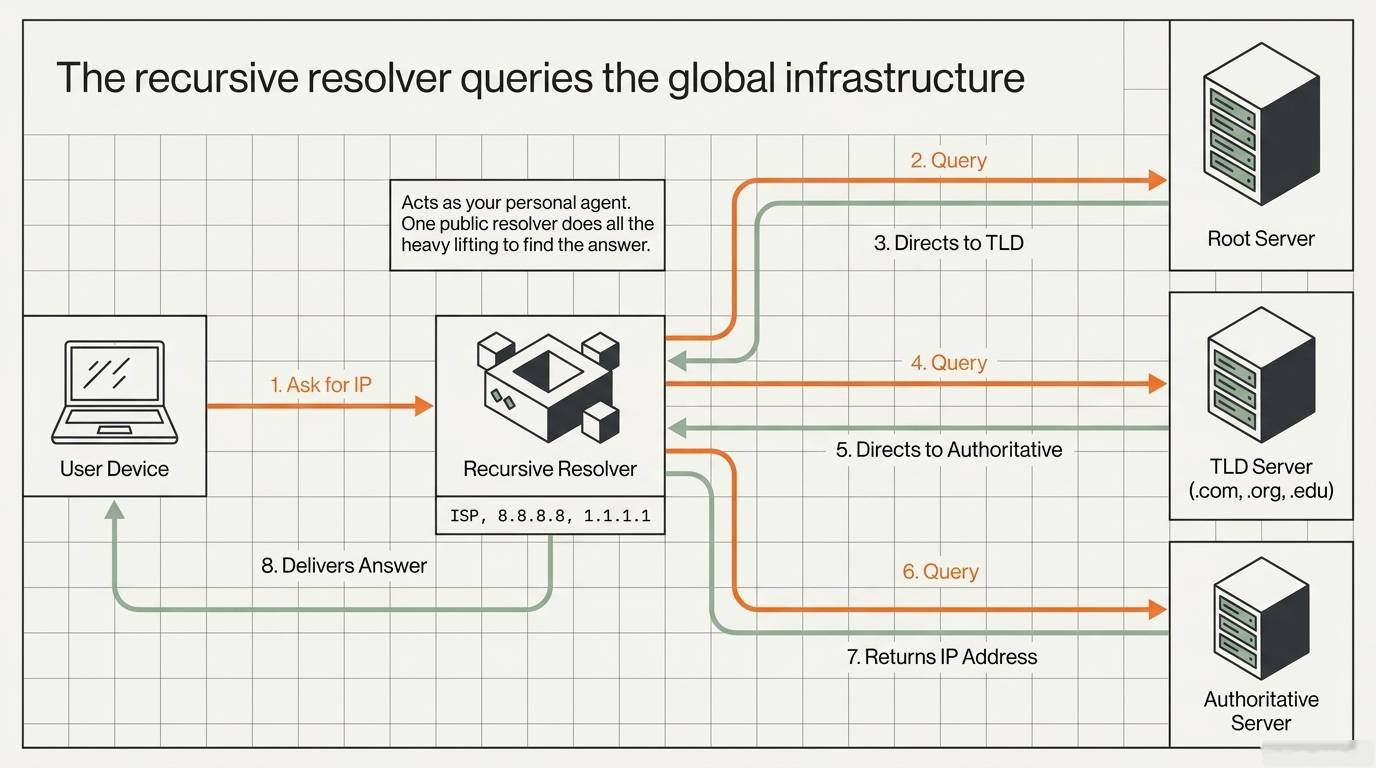 The recursive resolver queries the global infrastructure
2. Query
Acts as your personal agent.
One public resolver does all the
heavy lifting to find the answer.
3. Directs to TLD
Root Server
1. Ask for IP
4. Query
User Device
Recursive Resolver
5. Directs to Authoritative
TLD Server
(.com, .org, .edu)
ISP, 8.8.8.8, 1.1.1.1
8. Delivers Answer
6. Query
7. Returns IP Address
Authoritative
Server